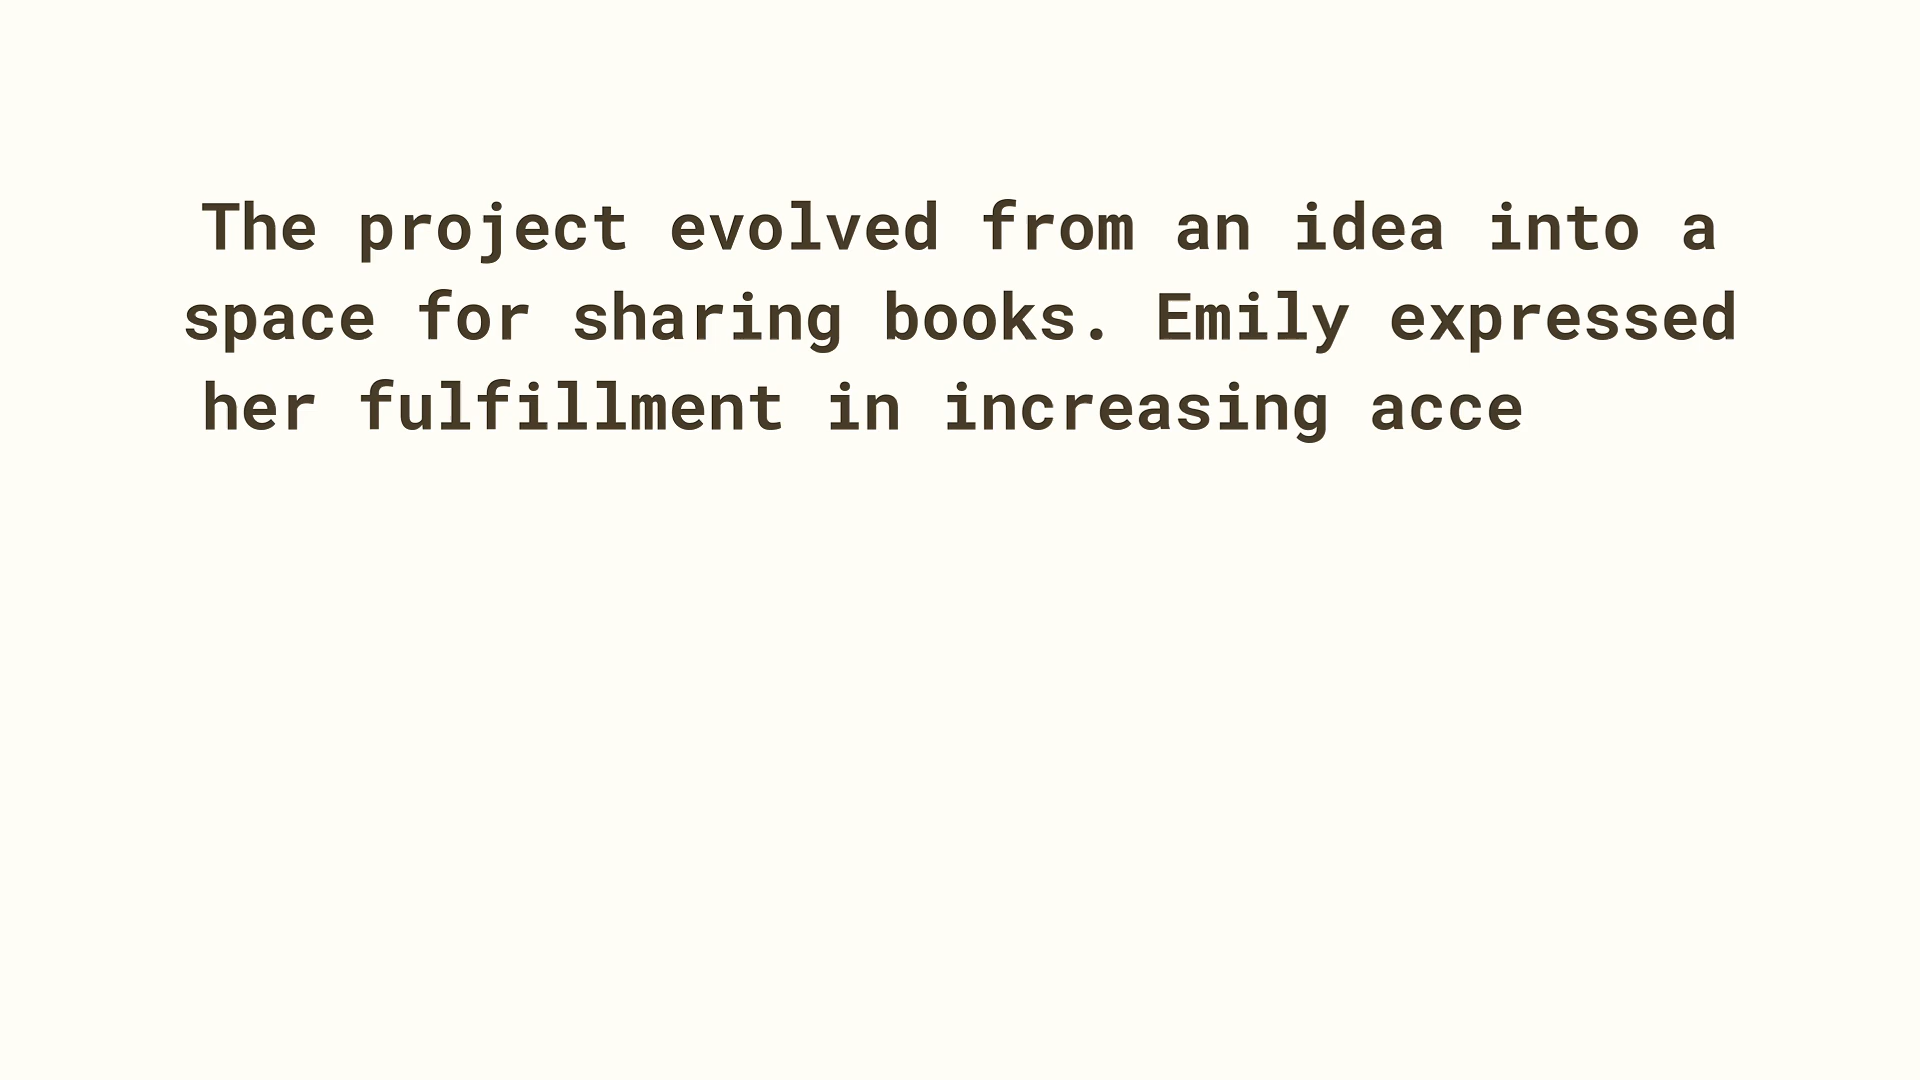 The project evolved from an idea into a
space for sharing books. Emily expressed
her fulfillment in increasing acce